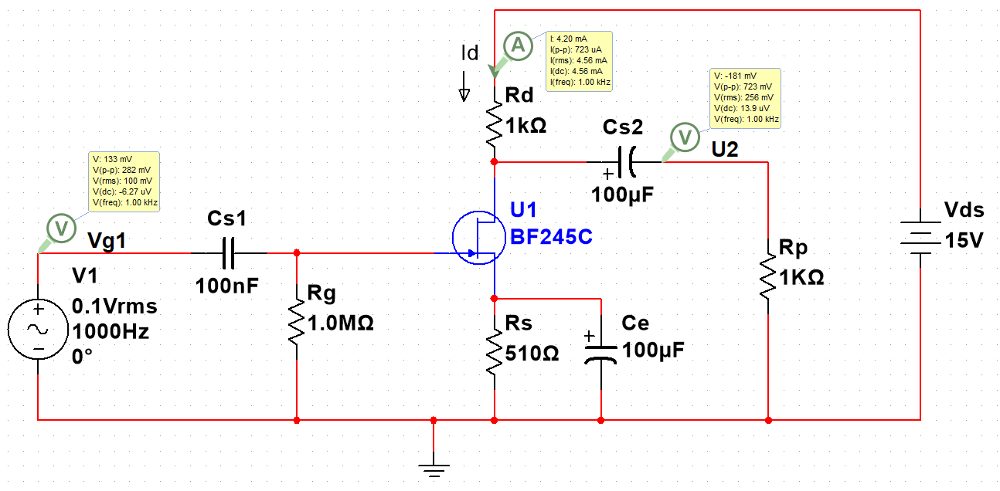 Id
A
I: 4.20 mA
I(p-p): 723 uA
I(rms): 4.56 mA
I(dc): 4.56 mA
I(freq): 1.00 kHz
Rd
1kΩ
V: -181 mV
V(p-p): 723 mV
V(rms): 256 mV
V(dc): 13.9 uV
V(freq): 1.00 kHz
Cs2
V
U2
+
100µF
V: 133 mV
V(p-p): 282 mV
V(rms): 100 mV
V(dc): -6.27 uV
V(freq): 1.00 kHz
V
Vg1
Cs1
100nF
U1
BF245C
Vds
15V
V1
0.1Vrms
1000Hz
0°
Rg
1.0MΩ
Rp
1KΩ
Rs
510Ω
Ce
+
100µF